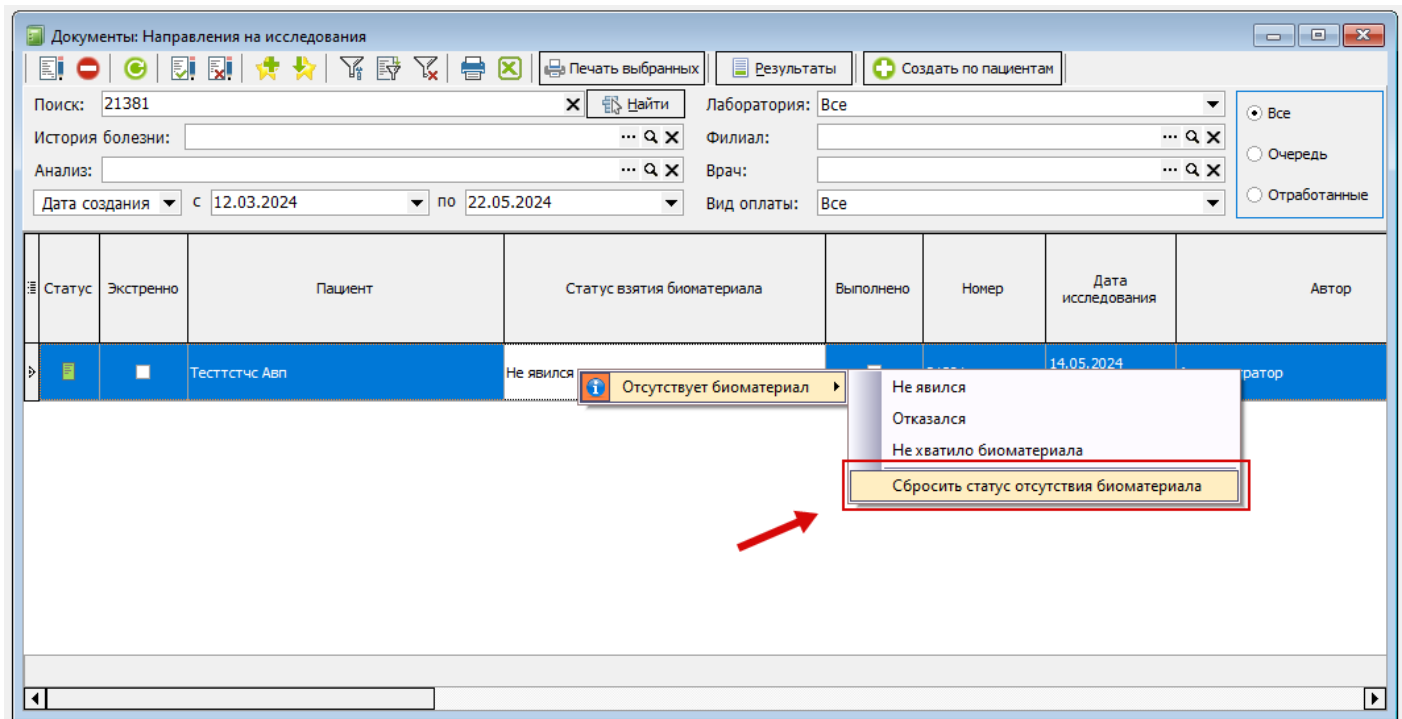 Документы: Направления на исследования
Печать выбранных Результаты Создать по пациентам
Поиск: 21381 Найти Лаборатория: Все
История болезни: ... Филиал: ...
Анализ: ... Врач: ...
Дата создания с 12.03.2024 по 22.05.2024 Вид оплаты: Все
Все
Очередь
Отработанные
Статус Экстренно Пациент Статус взятия биоматериала Выполнено Номер Дата исследования Автор
Тесттстчс Авп Не явился 14.05.2024
Отсутствует биоматериал
Не явился
Отказался
Не хватило биоматериала
Сбросить статус отсутствия биоматериала